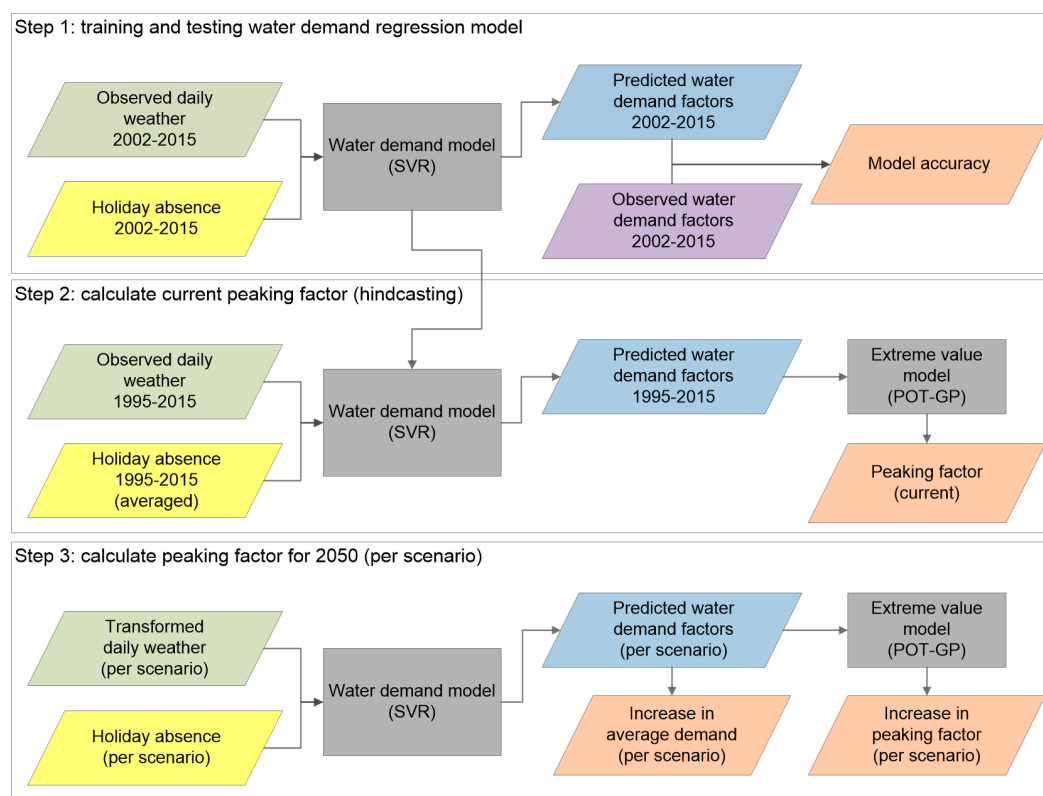 Step 1: training and testing water demand regression model
Observed daily
weather
2002-2015
Holiday absence
2002-2015
Water demand model
(SVR)
Predicted water
demand factors
2002-2015
Observed water
demand factors
2002-2015
Model accuracy
Step 2: calculate current peaking factor (hindcasting)
Observed daily
weather
1995-2015
Holiday absence
1995-2015
(averaged)
Water demand model
(SVR)
Predicted water
demand factors
1995-2015
Extreme value
model
(POT-GP)
Peaking factor
(current)
Step 3: calculate peaking factor for 2050 (per scenario)
Transformed
daily weather
(per scenario)
Holiday absence
(per scenario)
Water demand model
(SVR)
Predicted water
demand factors
(per scenario)
Extreme value
model
(POT-GP)
Increase in
average demand
(per scenario)
Increase in
peaking factor
(per scenario)